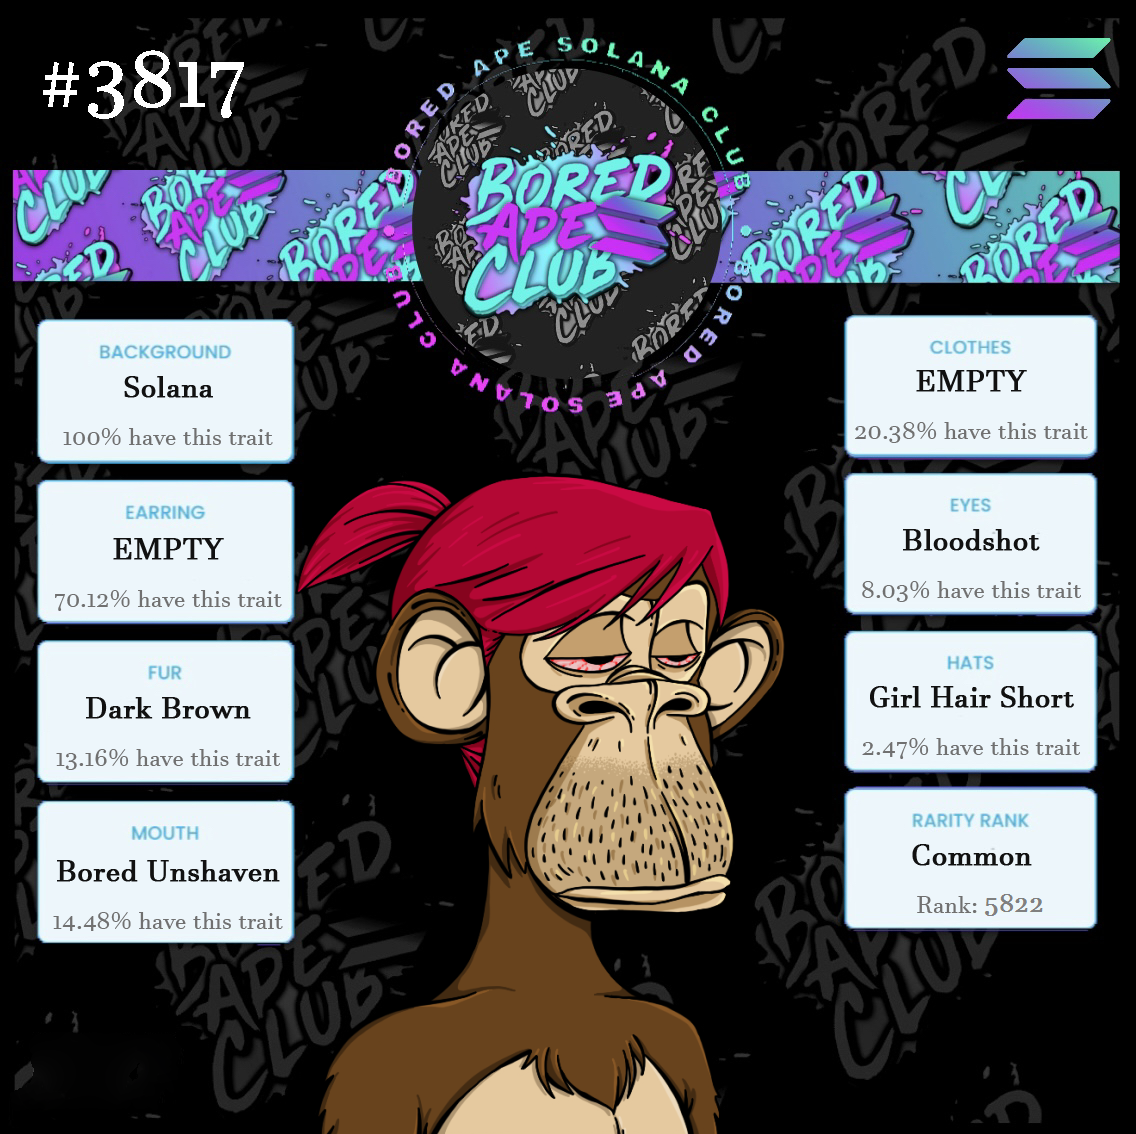 #3817
BORED APE SOLANA CLUB
BORED
APE
CLUB
BORED APE SOLANA CLUB
BACKGROUND
Solana
100% have this trait
EARRING
EMPTY
70.12% have this trait
FUR
Dark Brown
13.16% have this trait
MOUTH
Bored Unshaven
14.48% have this trait
CLOTHES
EMPTY
20.38% have this trait
EYES
Bloodshot
8.03% have this trait
HATS
Girl Hair Short
2.47% have this trait
RARITY RANK
Common
Rank: 5822